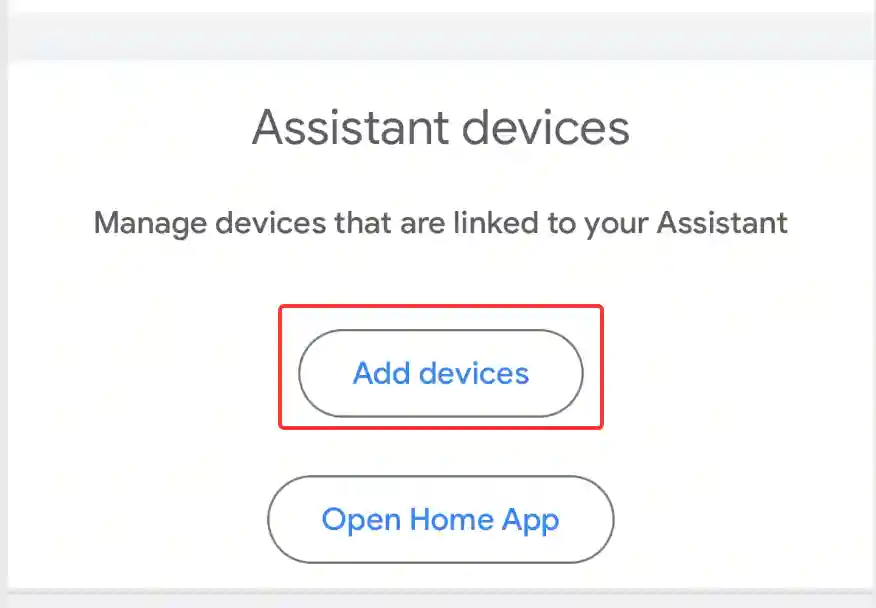 Assistant devices
Manage devices that are linked to your Assistant
Add devices
Open Home App